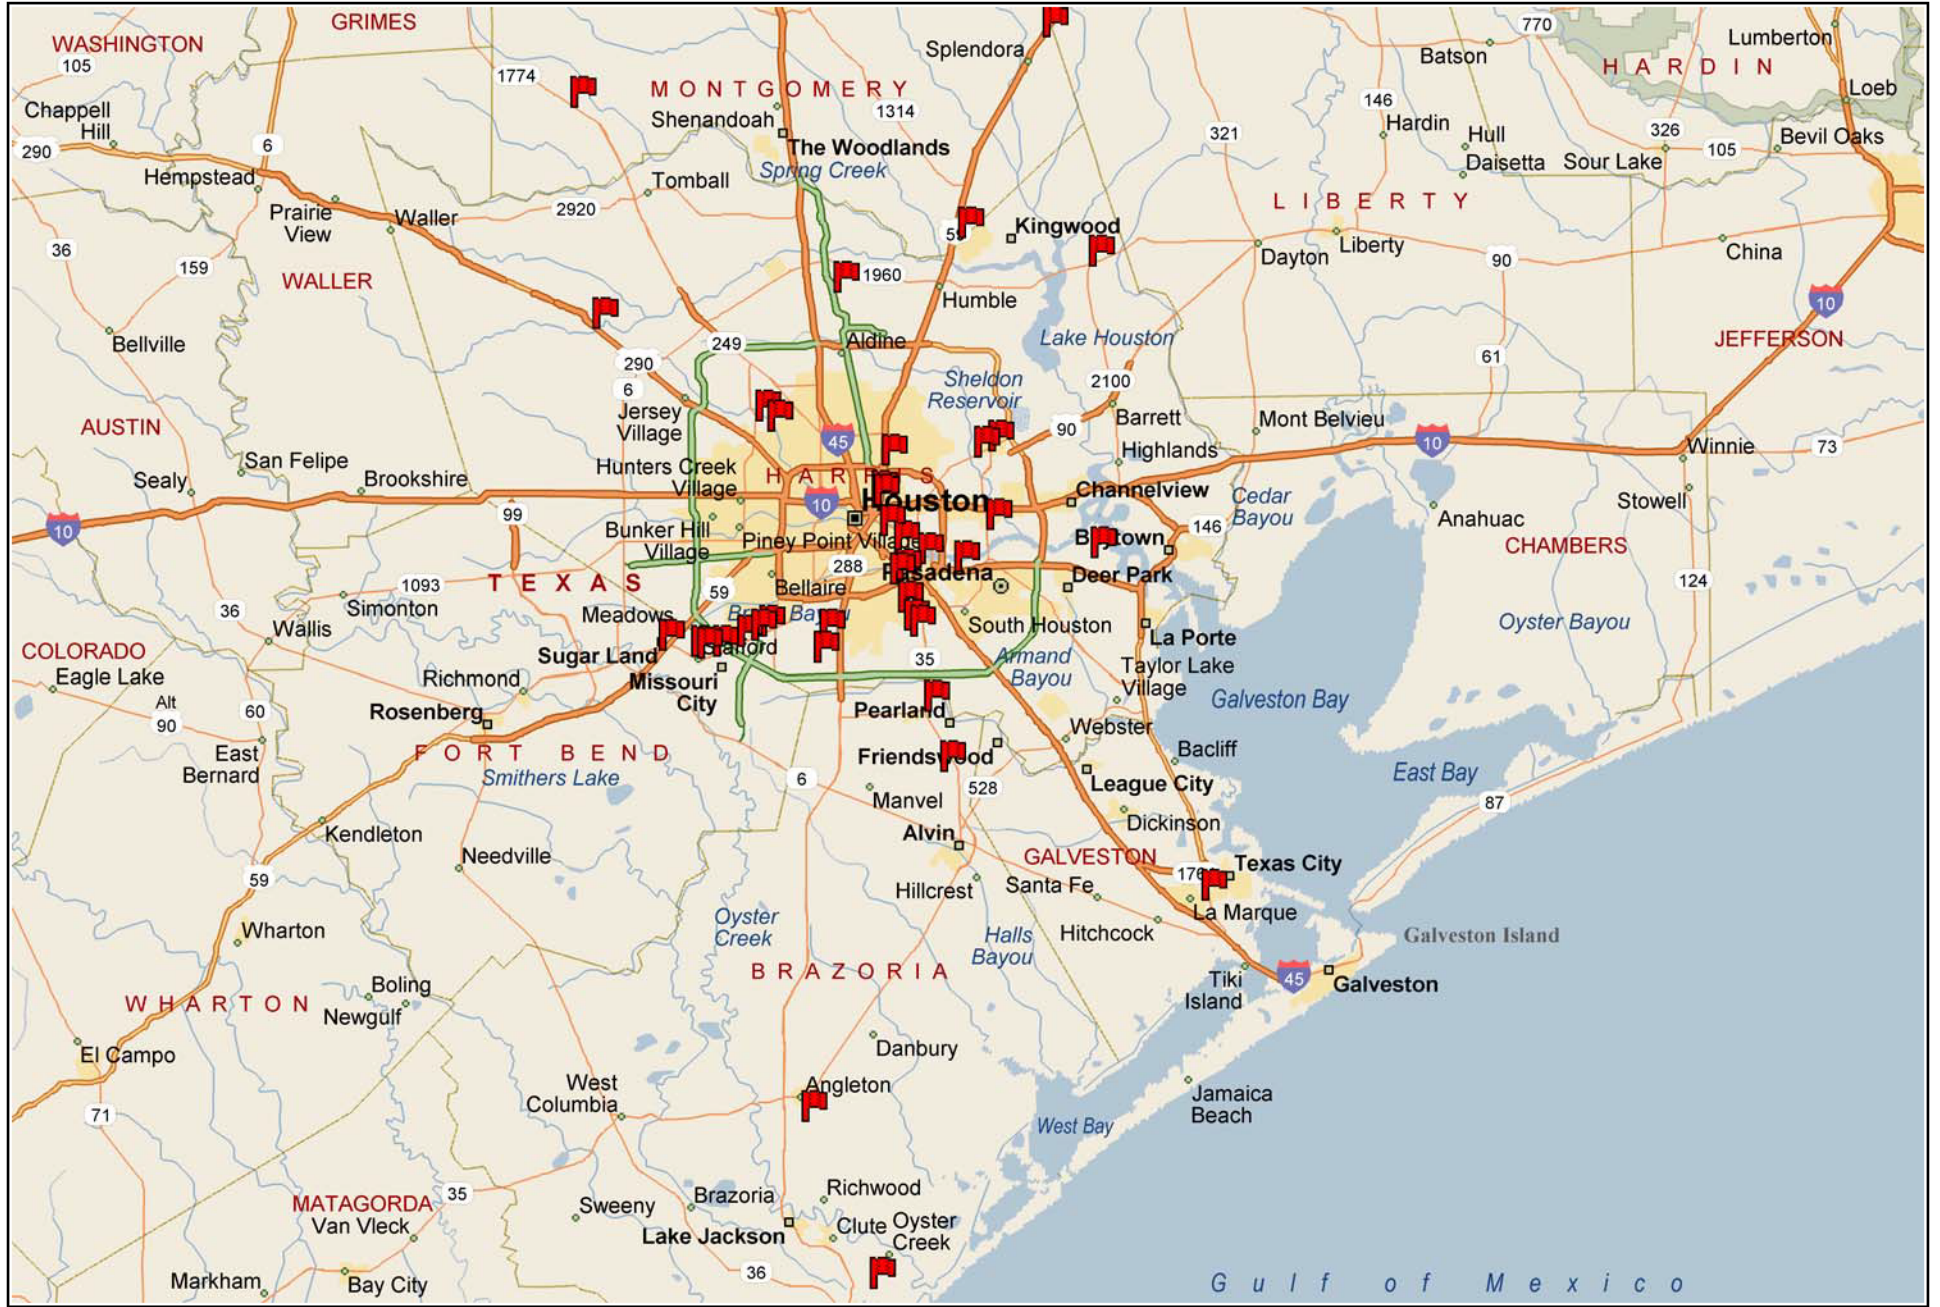 GRIMES
WASHINGTON
105
1774
Chappell
Hill
290
6
Hempstead
Prairie
View
Waller
2920
Tomball
MONTGOMERY
Shenandoah
1314
The Woodlands
Spring Creek
Splendora
770
Batson
Lumberton
HARDIN
Loeb
146
Hardin
321
Hull
Daisetta
Sour Lake
326
105
Bevil Oaks
LIBERTY
Kingwood
Dayton
Liberty
90
China
36
159
WALLER
1960
Humble
Lake Houston
10
JEFFERSON
Bellville
249
Aldine
290
6
61
Sheldon
Reservoir
2100
Jersey
Village
Barrett
90
Mont Belvieu
AUSTIN
45
10
Highlands
Winnie
73
San Felipe
Sealy
Brookshire
Hunters Creek
Village
HARRIS
10
Houston
Channelview
Cedar
Bayou
Stowell
Anahuac
10
99
Bunker Hill
Village
Piney Point Village
146
CHAMBERS
288
Pasadena
Deer Park
124
TEXAS
1093
59
Bellaire
Simonton
36
Wallis
Meadows
South Houston
La Porte
Oyster Bayou
COLORADO
Eagle Lake
Sugar Land
Stafford
35
Armand
Bayou
Taylor Lake
Village
Richmond
Missouri
City
Galveston Bay
Alt
90
60
Rosenberg
Pearland
Webster
East
Bernard
FORT BEND
Smithers Lake
Friendswood
Bacliff
6
528
League City
East Bay
Manvel
87
Kendleton
Alvin
Dickinson
Needville
GALVESTON
Texas City
59
Hillcrest
Santa Fe
La Marque
Oyster
Creek
Wharton
Halls
Bayou
Hitchcock
Galveston Island
BRAZORIA
Tiki
Island
45
Galveston
Boling
WHARTON
Newgulf
El Campo
Danbury
West
Columbia
Angleton
Jamaica
Beach
71
West Bay
35
MATAGORDA
Van Vleck
Brazoria
Richwood
Sweeny
Lake Jackson
Clute
Oyster
Creek
36
Markham
Bay City
Gulf of Mexico